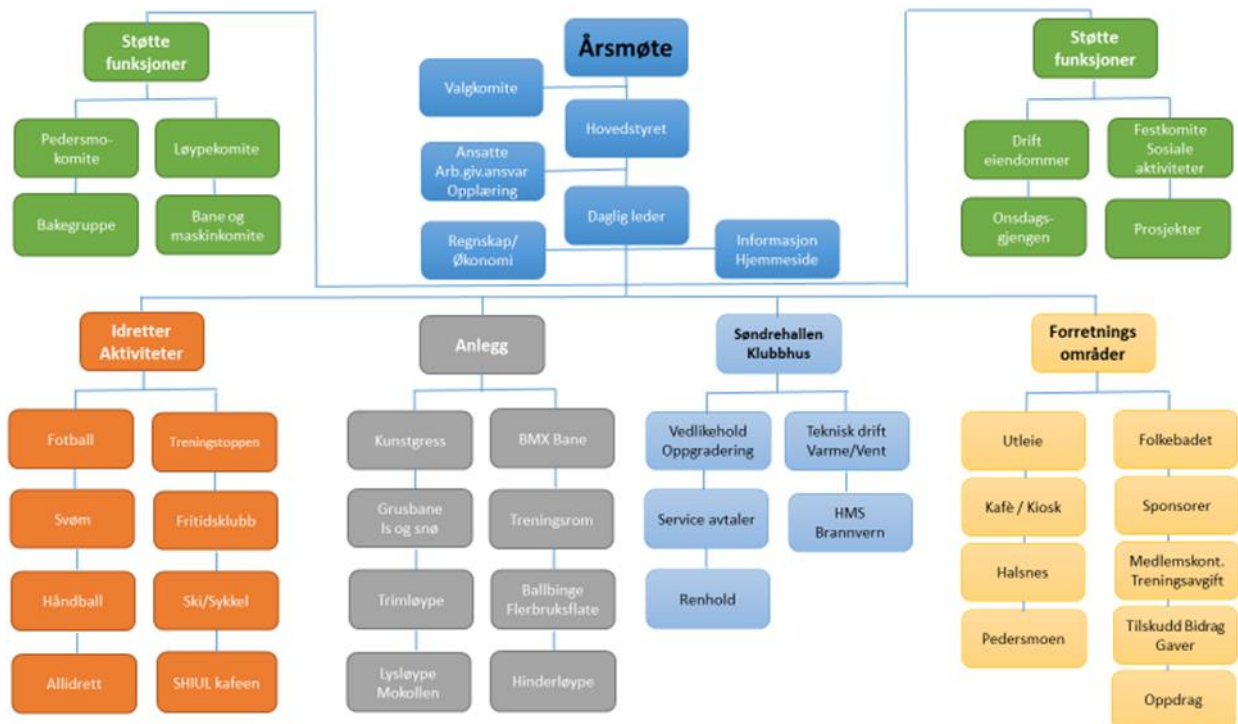 Støtte
funksjoner
Pedersmo-
komite
Løypekomite
Bakegruppe
Bane og
maskinkomite
Årsmøte
Valgkomite
Hovedstyret
Ansatte
Arb.giv.ansvar
Opplæring
Daglig leder
Regnskap/
Økonomi
Informasjon
Hjemmeside
Støtte
funksjoner
Drift
eiendommer
Festkomite
Sosiale
aktiviteter
Onsdags-
gjengen
Prosjekter
Idretter
Aktiviteter
Fotball
Treningstoppen
Svøm
Fritidsklubb
Håndball
Ski/Sykkel
Allidrett
SHIUL kafeen
Anlegg
Kunstgress
BMX Bane
Grusbane
Is og snø
Treningsrom
Trimløype
Ballbinge
Flerbruksflate
Lysløype
Mokollen
Hinderløype
Søndrehallen
Klubbhus
Vedlikehold
Oppgradering
Teknisk drift
Varme/Vent
Service avtaler
HMS
Brannvern
Renhold
Forretnings
områder
Utleie
Folkebadet
Kafè / Kiosk
Sponsorer
Halsnes
Medlemskont.
Treningsavgift
Pedersmoen
Tilskudd Bidrag
Gaver
Oppdrag